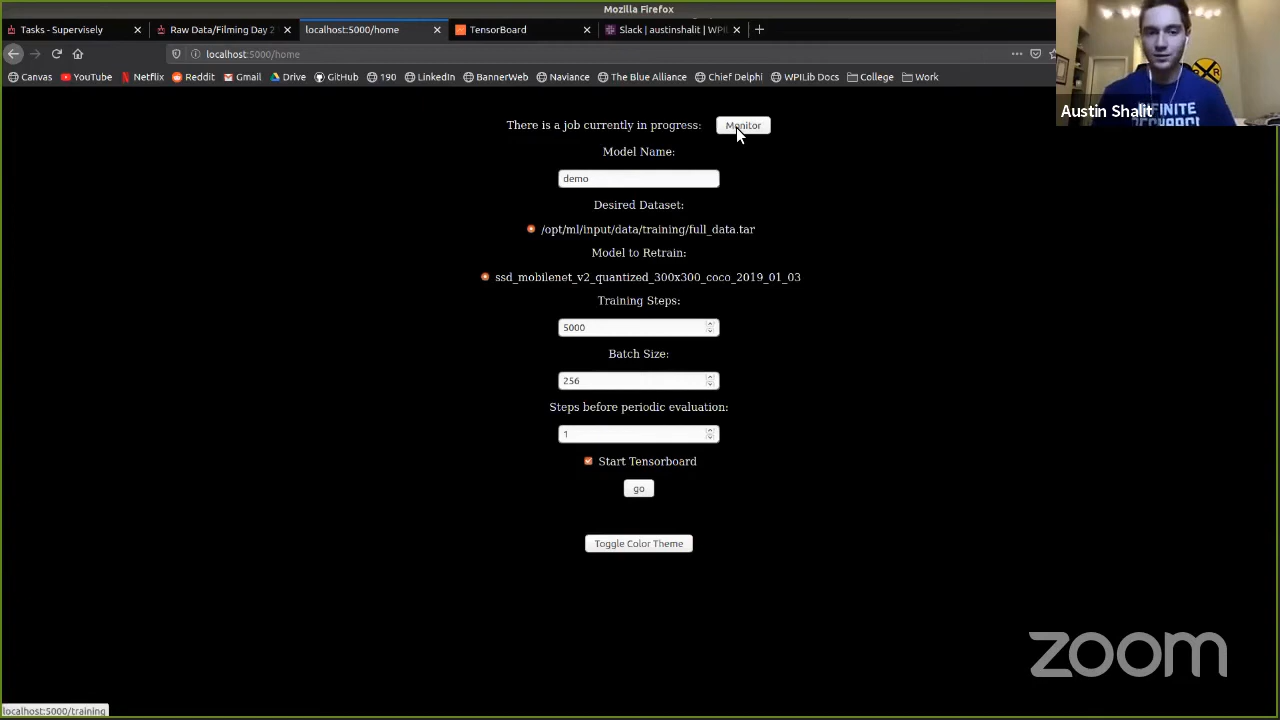 Mozilla Firefox
Tasks - Supervisely
Raw Data/Filming Day 2
localhost:5000/home
TensorBoard
Slack | austinshalit | WPIL
localhost:5000/home
Canvas YouTube Netflix Reddit Gmail Drive GitHub 190 LinkedIn BannerWeb Naviance The Blue Alliance Chief Delphi WPILib Docs College Work
Austin Shalit
There is a job currently in progress: Monitor
Model Name:
demo
Desired Dataset:
/opt/ml/input/data/training/full_data.tar
Model to Retrain:
ssd_mobilenet_v2_quantized_300x300_coco_2019_01_03
Training Steps:
5000
Batch Size:
256
Steps before periodic evaluation:
1
Start Tensorboard
go
Toggle Color Theme
zoom
localhost:5000/training